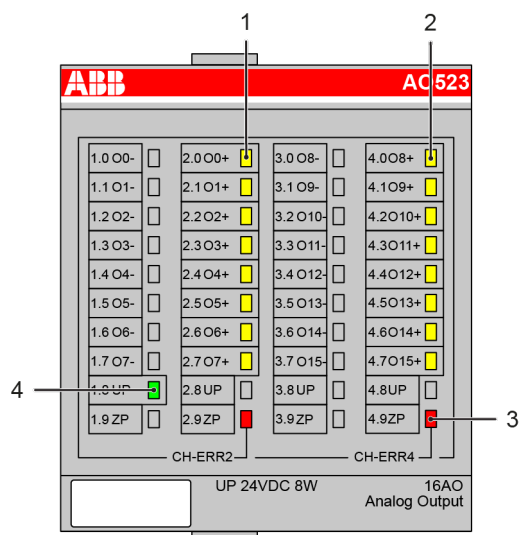 1 2
ABB AO523
1.0 O0- 2.0 O0+ 3.0 O8- 4.0 O8+
1.1 O1- 2.1 O1+ 3.1 O9- 4.1 O9+
1.2 O2- 2.2 O2+ 3.2 O10- 4.2 O10+
1.3 O3- 2.3 O3+ 3.3 O11- 4.3 O11+
1.4 O4- 2.4 O4+ 3.4 O12- 4.4 O12+
1.5 O5- 2.5 O5+ 3.5 O13- 4.5 O13+
1.6 O6- 2.6 O6+ 3.6 O14- 4.6 O14+
1.7 O7- 2.7 O7+ 3.7 O15- 4.7 O15+
4 1.8 UP 2.8 UP 3.8 UP 4.8 UP
1.9 ZP 2.9 ZP 3.9 ZP 4.9 ZP 3
CH-ERR2 CH-ERR4
UP 24VDC 8W 16AO
Analog Output